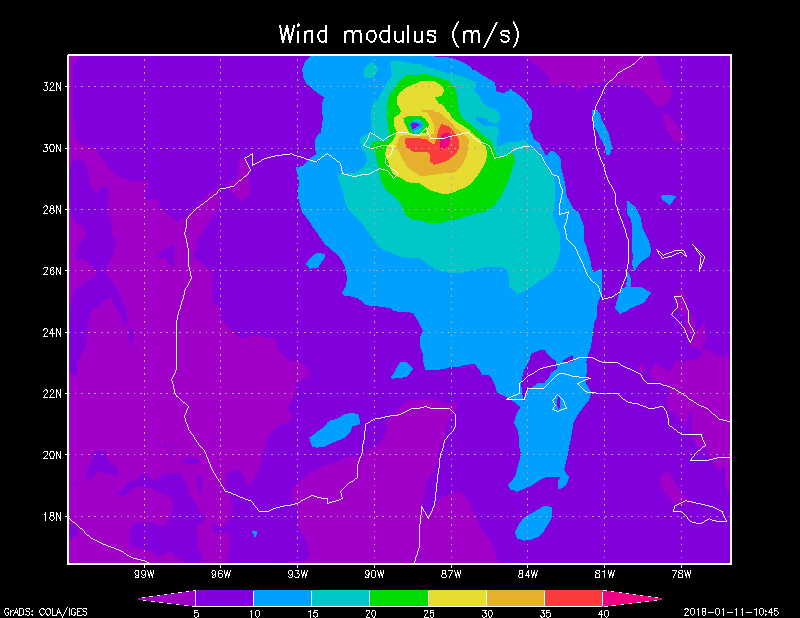 Wind modulus (m/s)
32N
30N
28N
26N
24N
22N
20N
18N
99W 96W 93W 90W 87W 84W 81W 78W
5 10 15 20 25 30 35 40
GrADS: COLA/IGES 2018-01-11-10:45